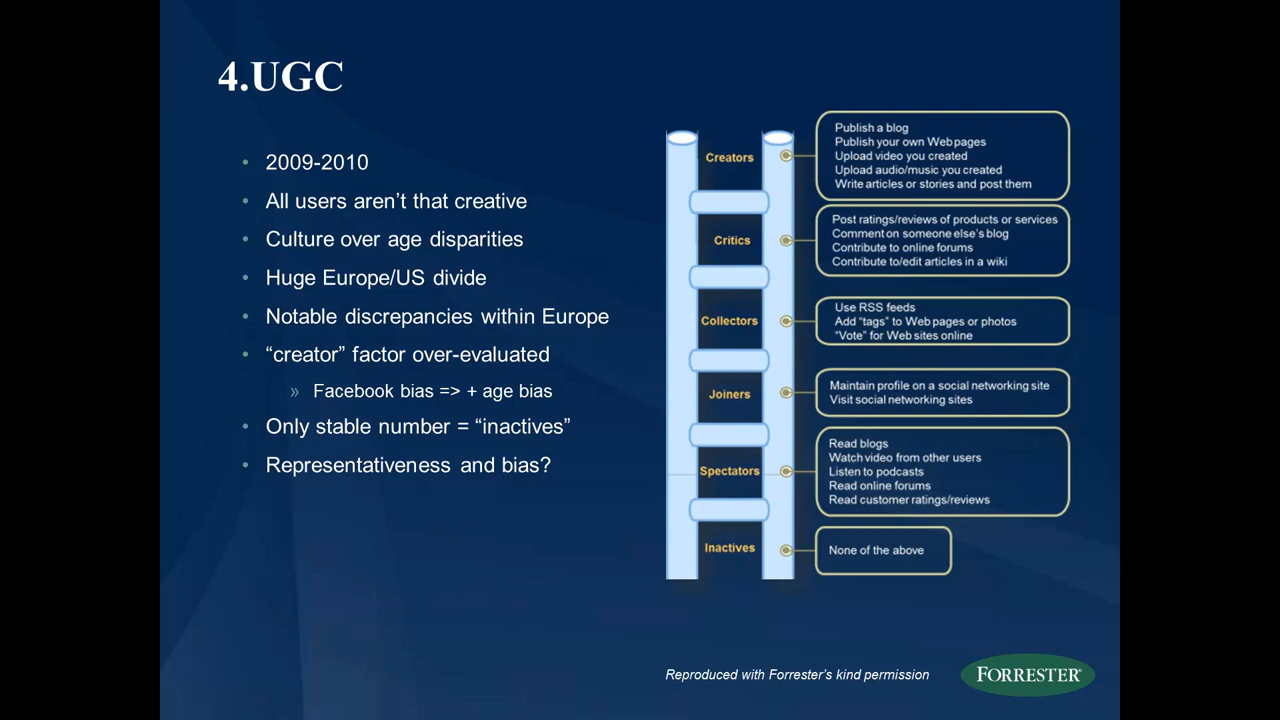 4.UGC
• 2009-2010
• All users aren’t that creative
• Culture over age disparities
• Huge Europe/US divide
• Notable discrepancies within Europe
• “creator” factor over-evaluated
» Facebook bias => + age bias
• Only stable number = “inactives”
• Representativeness and bias?
Creators
Publish a blog
Publish your own Web pages
Upload video you created
Upload audio/music you created
Write articles or stories and post them
Critics
Post ratings/reviews of products or services
Comment on someone else’s blog
Contribute to online forums
Contribute to/edit articles in a wiki
Collectors
Use RSS feeds
Add “tags” to Web pages or photos
“Vote” for Web sites online
Joiners
Maintain profile on a social networking site
Visit social networking sites
Spectators
Read blogs
Watch video from other users
Listen to podcasts
Read online forums
Read customer ratings/reviews
Inactives
None of the above
Reproduced with Forrester’s kind permission
FORRESTER®